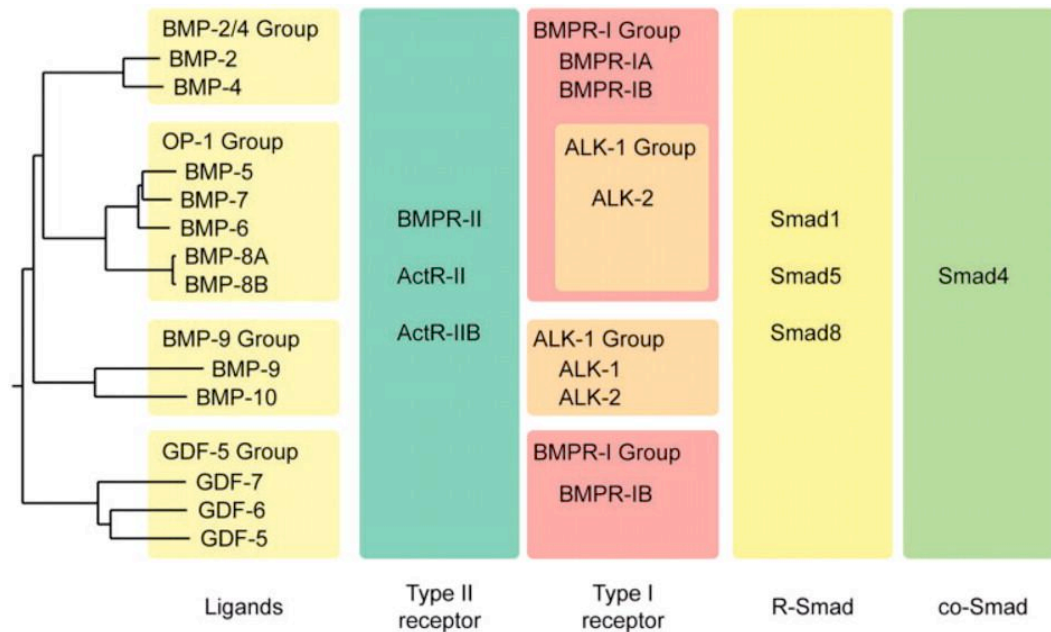 BMP-2/4 Group
BMP-2
BMP-4
OP-1 Group
BMP-5
BMP-7
BMP-6
BMP-8A
BMP-8B
BMP-9 Group
BMP-9
BMP-10
GDF-5 Group
GDF-7
GDF-6
GDF-5
Ligands
BMPR-II
ActR-II
ActR-IIB
Type II
receptor
BMPR-I Group
BMPR-IA
BMPR-IB
ALK-1 Group
ALK-2
ALK-1 Group
ALK-1
ALK-2
BMPR-I Group
BMPR-IB
Type I
receptor
Smad1
Smad5
Smad8
R-Smad
Smad4
co-Smad